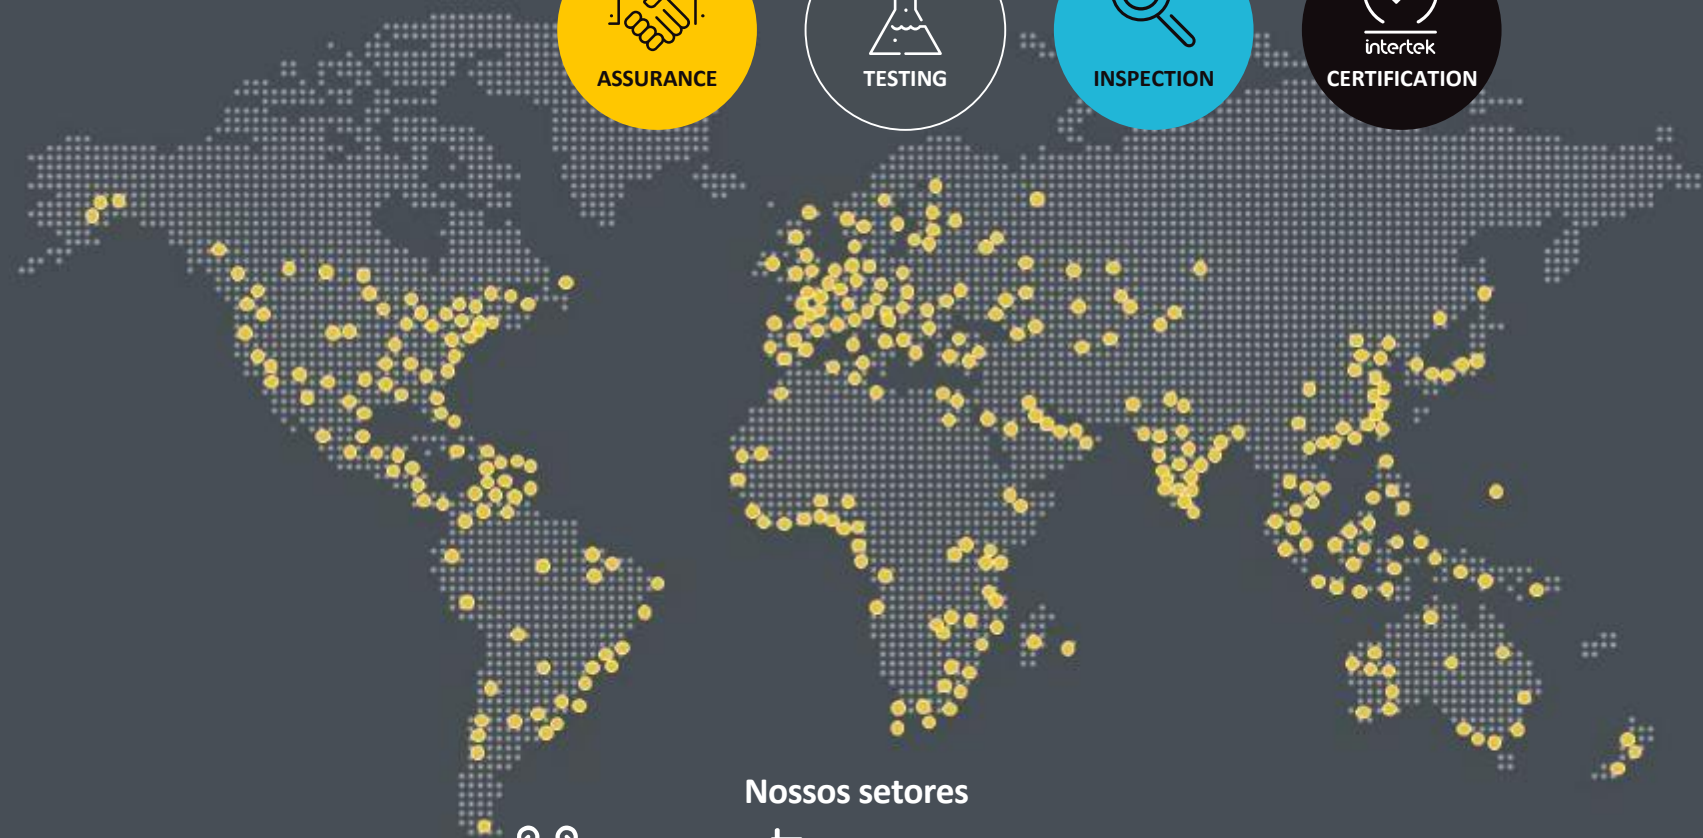 ASSURANCE
TESTING
INSPECTION
intertek
CERTIFICATION
Nossos setores